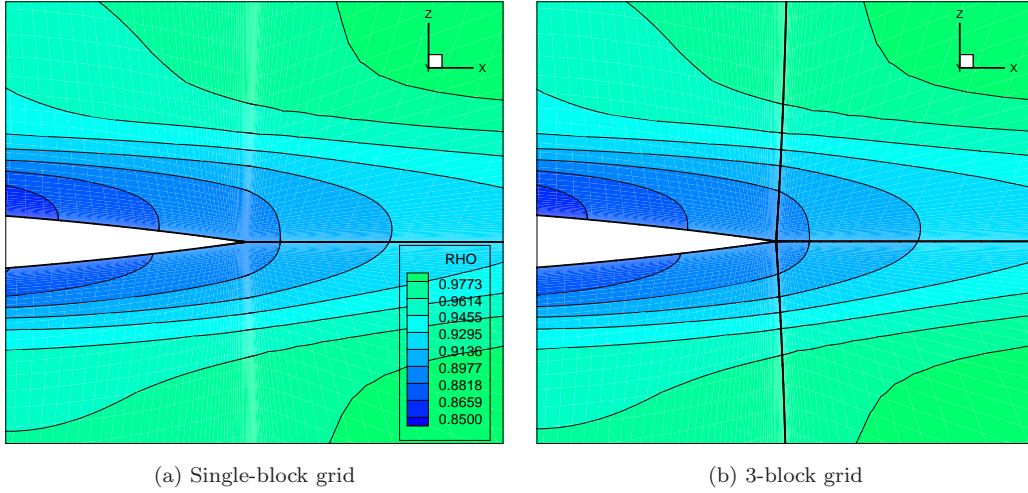 Z
Y
X
RHO
0.9773
0.9614
0.9455
0.9295
0.9136
0.8977
0.8818
0.8659
0.8500
Z
Y
X
(a) Single-block grid
(b) 3-block grid